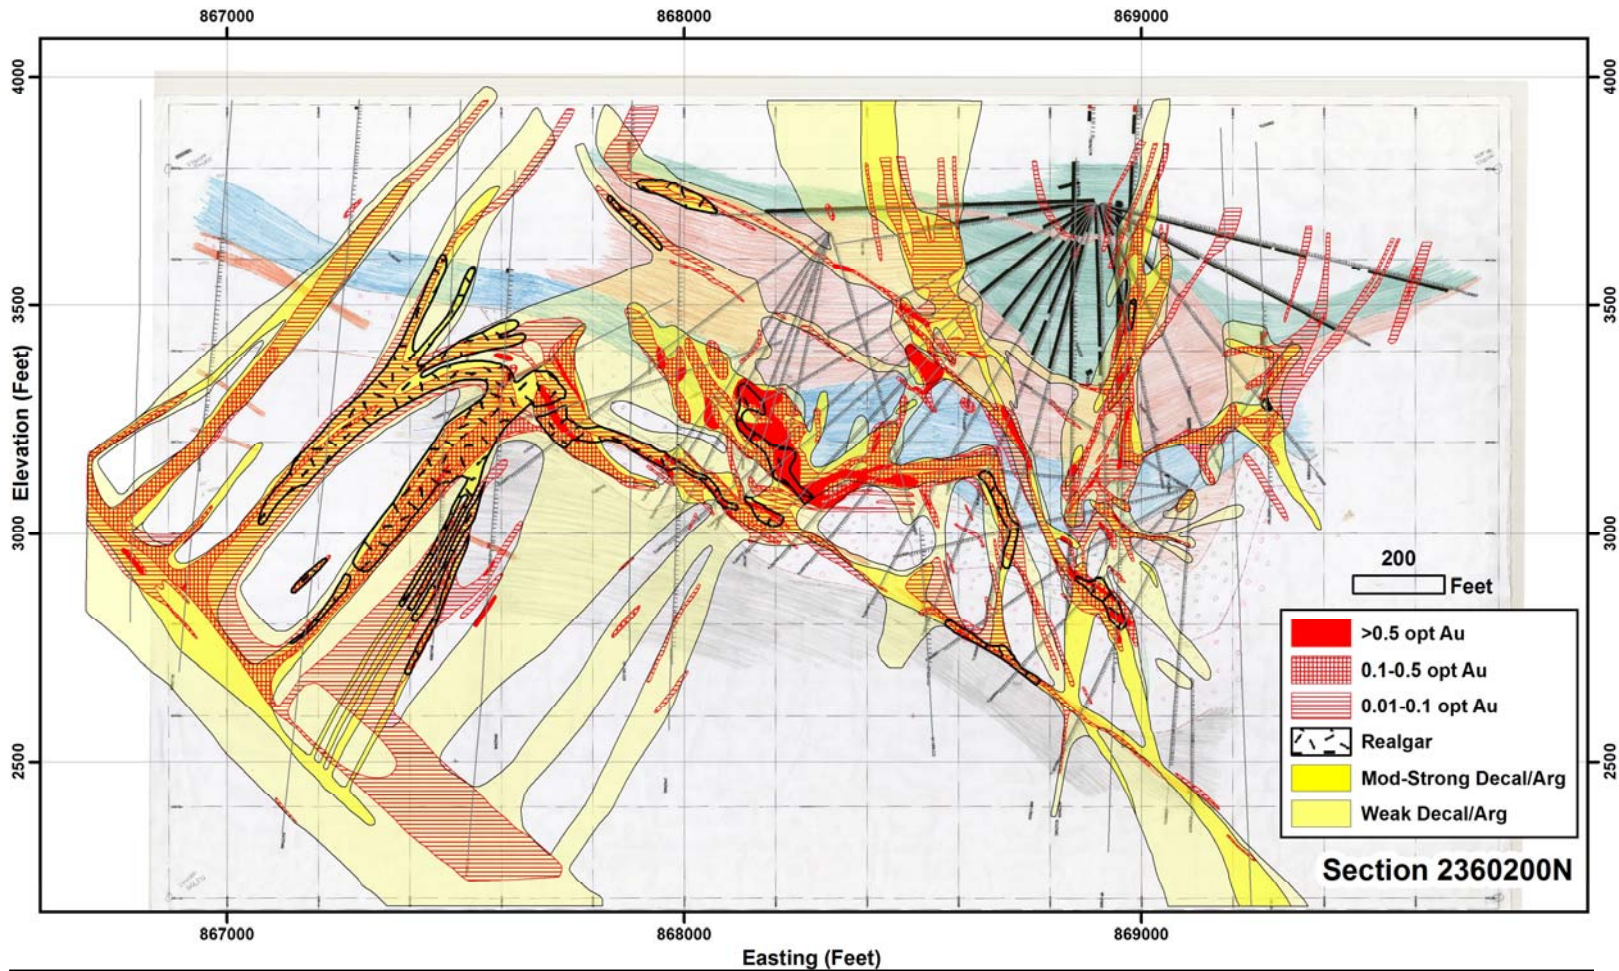 867000 868000 869000
4000 4000
3500 3500
3000 3000
2500 2500
Elevation (Feet)
200
Feet
>0.5 opt Au
0.1-0.5 opt Au
0.01-0.1 opt Au
Realgar
Mod-Strong Decal/Arg
Weak Decal/Arg
Section 2360200N
867000 868000 869000
Easting (Feet)